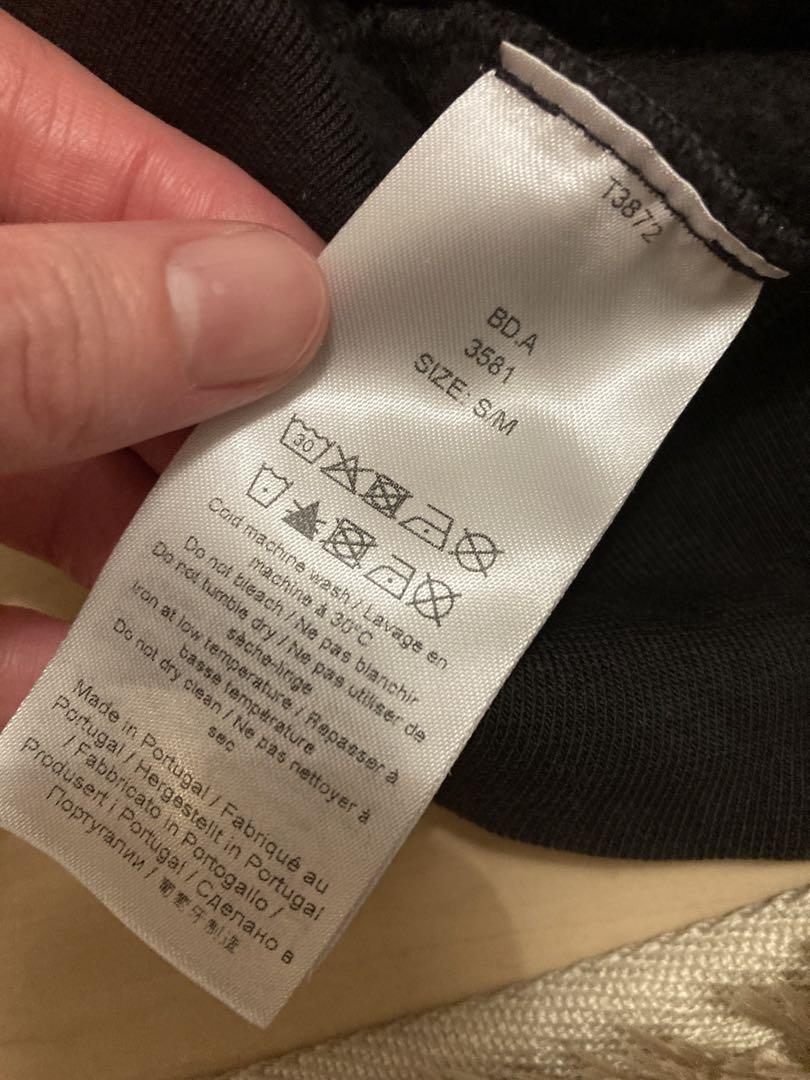 T3872
BD.A
3581
SIZE: S/M
30
Cold machine wash / Lavage en
machine à 30°C
Do not bleach / Ne pas blanchir
Do not tumble dry / Ne pas utiliser de
sèche-linge
Iron at low temperature / Repasser à
basse température
Do not dry clean / Ne pas nettoyer à
sec
Made in Portugal / Fabriqué au
Portugal / Hergestellt in Portugal
/ Fabbricato in Portogallo /
Produsert i Portugal / Сделано в
Португалии / 葡萄牙制造